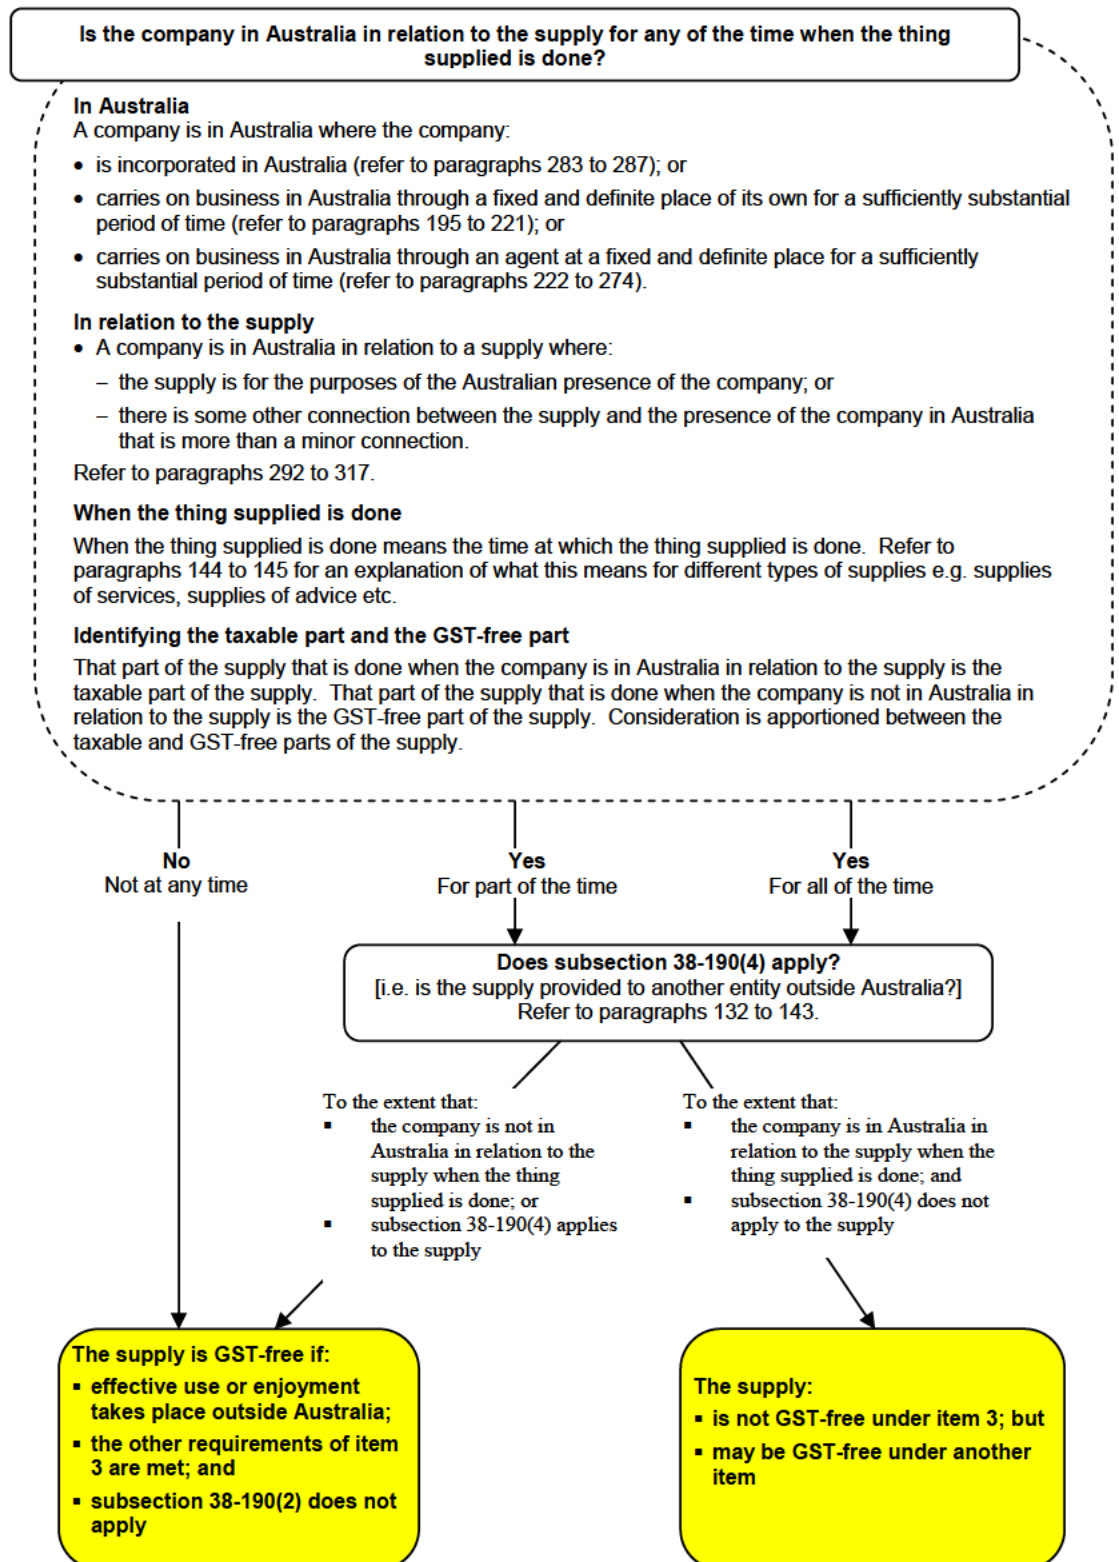 Is the company in Australia in relation to the supply for any of the time when the thing
supplied is done?
In Australia
A company is in Australia where the company:
• is incorporated in Australia (refer to paragraphs 283 to 287); or
• carries on business in Australia through a fixed and definite place of its own for a sufficiently substantial
period of time (refer to paragraphs 195 to 221); or
• carries on business in Australia through an agent at a fixed and definite place for a sufficiently
substantial period of time (refer to paragraphs 222 to 274).
In relation to the supply
• A company is in Australia in relation to a supply where:
– the supply is for the purposes of the Australian presence of the company; or
– there is some other connection between the supply and the presence of the company in Australia
that is more than a minor connection.
Refer to paragraphs 292 to 317.
When the thing supplied is done
When the thing supplied is done means the time at which the thing supplied is done. Refer to
paragraphs 144 to 145 for an explanation of what this means for different types of supplies e.g. supplies
of services, supplies of advice etc.
Identifying the taxable part and the GST-free part
That part of the supply that is done when the company is in Australia in relation to the supply is the
taxable part of the supply. That part of the supply that is done when the company is not in Australia in
relation to the supply is the GST-free part of the supply. Consideration is apportioned between the
taxable and GST-free parts of the supply.
No
Not at any time
Yes
For part of the time
Yes
For all of the time
Does subsection 38-190(4) apply?
[i.e. is the supply provided to another entity outside Australia?]
Refer to paragraphs 132 to 143.
To the extent that:
▪ the company is not in
Australia in relation to the
supply when the thing
supplied is done; or
▪ subsection 38-190(4) applies
to the supply
To the extent that:
▪ the company is in Australia in
relation to the supply when the
thing supplied is done; and
▪ subsection 38-190(4) does not
apply to the supply
The supply is GST-free if:
▪ effective use or enjoyment
takes place outside Australia;
▪ the other requirements of item
3 are met; and
▪ subsection 38-190(2) does not
apply
The supply:
▪ is not GST-free under item 3; but
▪ may be GST-free under another
item